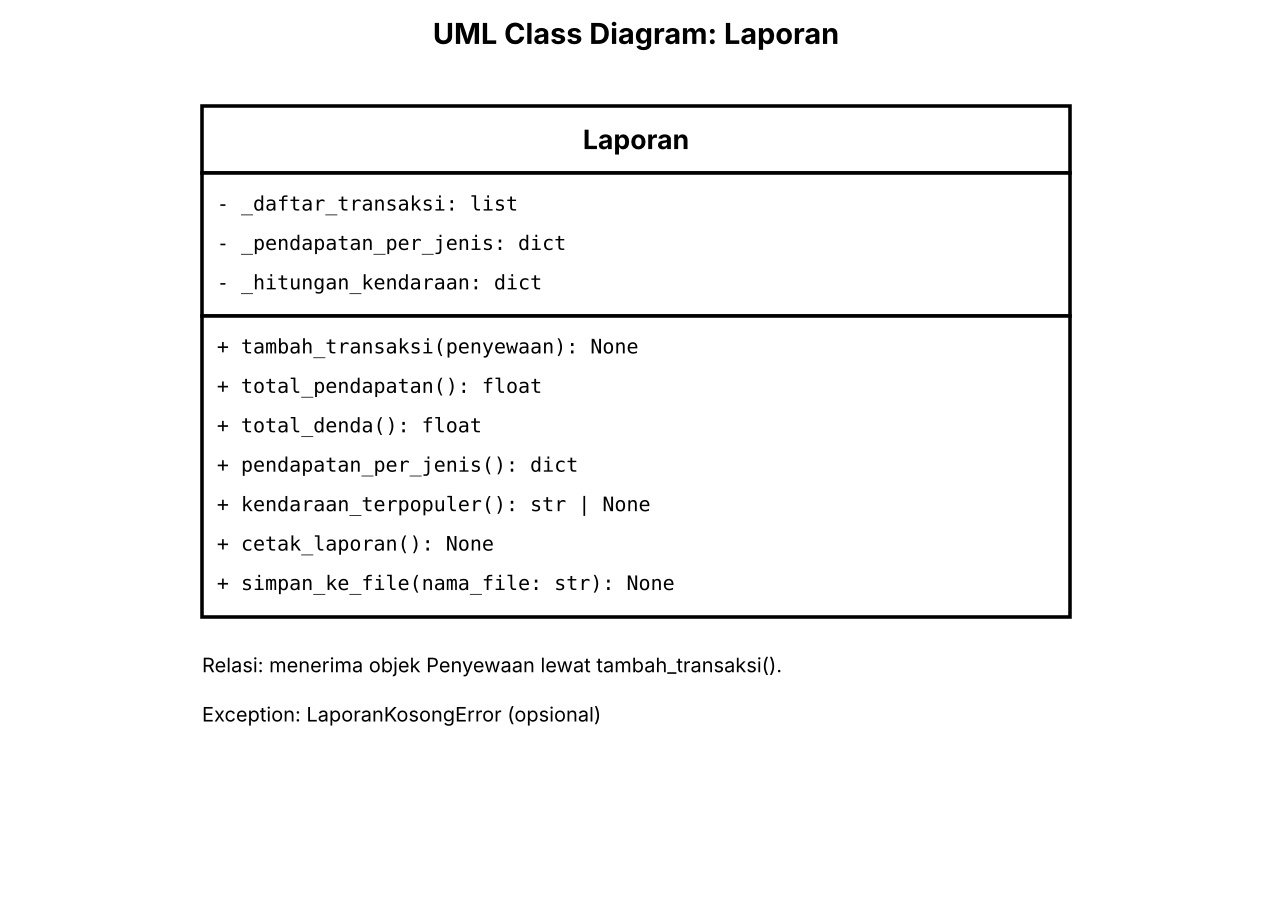 UML Class Diagram: Laporan
Laporan
- _daftar_transaksi: list
- _pendapatan_per_jenis: dict
- _hitungan_kendaraan: dict
+ tambah_transaksi(penyewaan): None
+ total_pendapatan(): float
+ total_denda(): float
+ pendapatan_per_jenis(): dict
+ kendaraan_terpopuler(): str | None
+ cetak_laporan(): None
+ simpan_ke_file(nama_file: str): None
Relasi: menerima objek Penyewaan lewat tambah_transaksi().
Exception: LaporanKosongError (opsional)